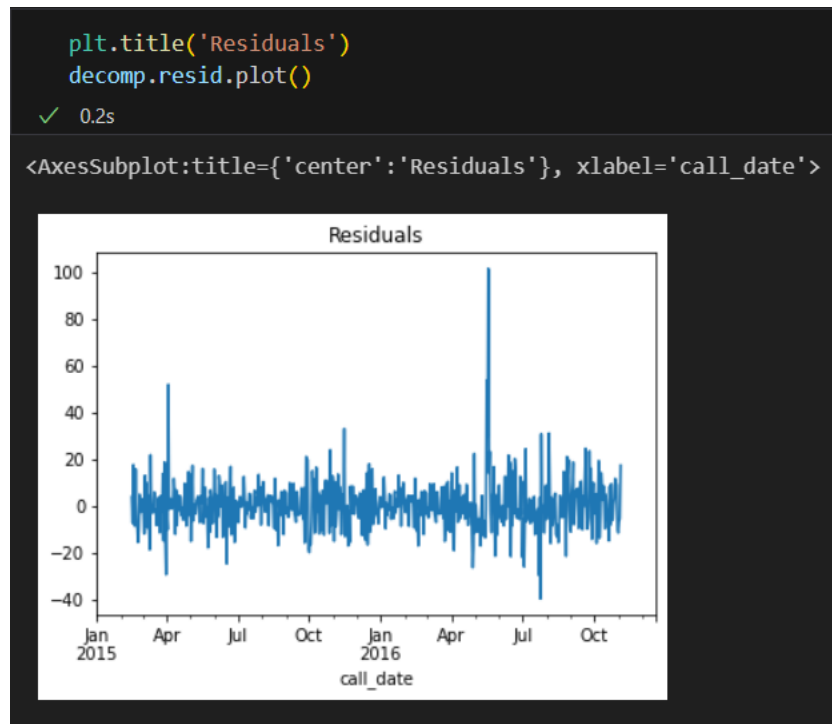 plt.title('Residuals')
decomp.resid.plot()
✓ 0.2s
<AxesSubplot:title={'center':'Residuals'}, xlabel='call_date'>
Residuals
100
80
60
40
20
0
−20
−40
Jan Apr Jul Oct Jan Apr Jul Oct
2015 2016
call_date